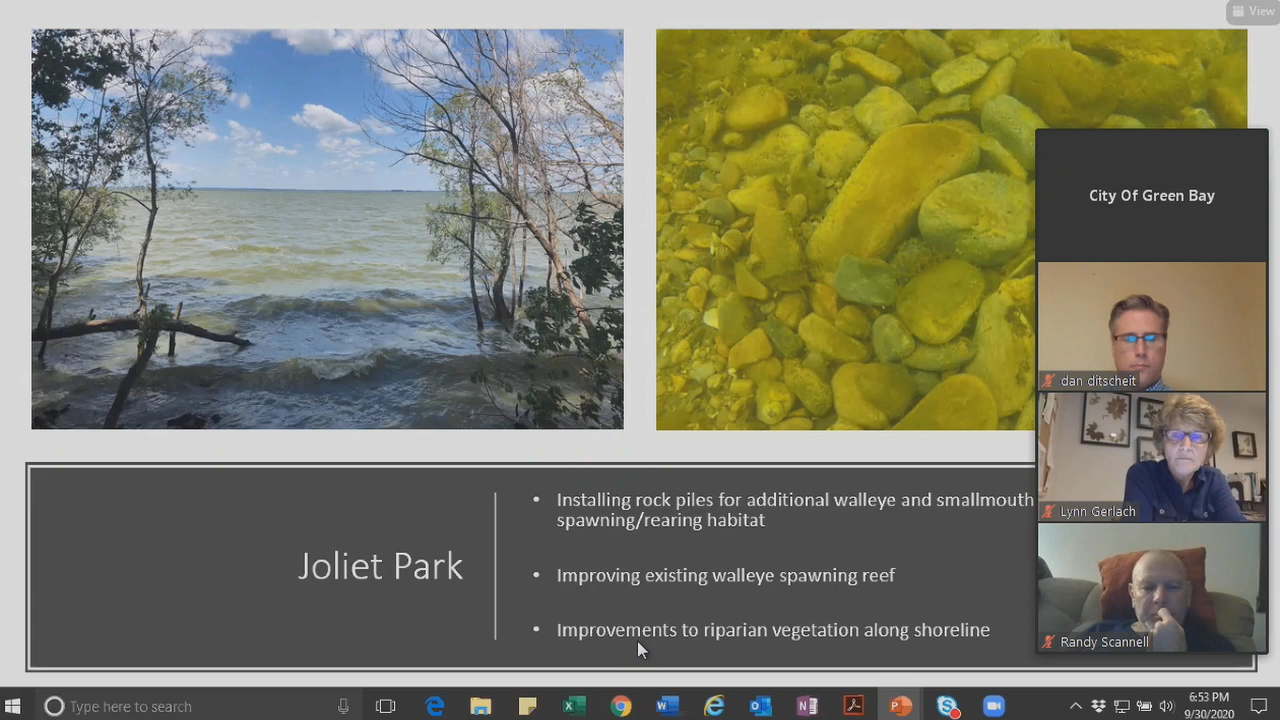 View
City Of Green Bay
dan ditscheit
Lynn Gerlach
Randy Scannell
Joliet Park
• Installing rock piles for additional walleye and smallmouth
spawning/rearing habitat
• Improving existing walleye spawning reef
• Improvements to riparian vegetation along shoreline
Type here to search
6:53 PM
9/30/2020